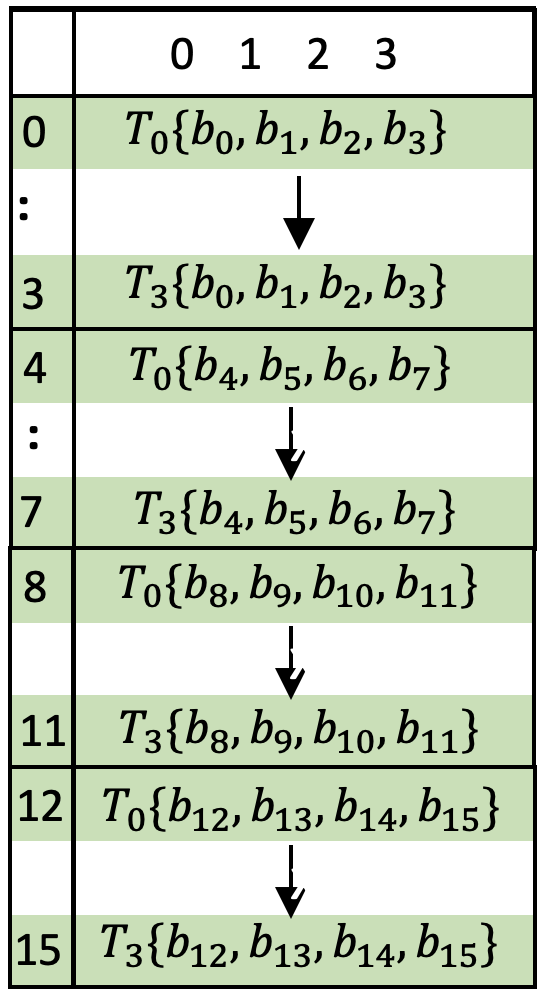 0 1 2 3
0 T₀{b₀, b₁, b₂, b₃}
:
3 T₃{b₀, b₁, b₂, b₃}
4 T₀{b₄, b₅, b₆, b₇}
:
7 T₃{b₄, b₅, b₆, b₇}
8 T₀{b₈, b₉, b₁₀, b₁₁}
11 T₃{b₈, b₉, b₁₀, b₁₁}
12 T₀{b₁₂, b₁₃, b₁₄, b₁₅}
15 T₃{b₁₂, b₁₃, b₁₄, b₁₅}